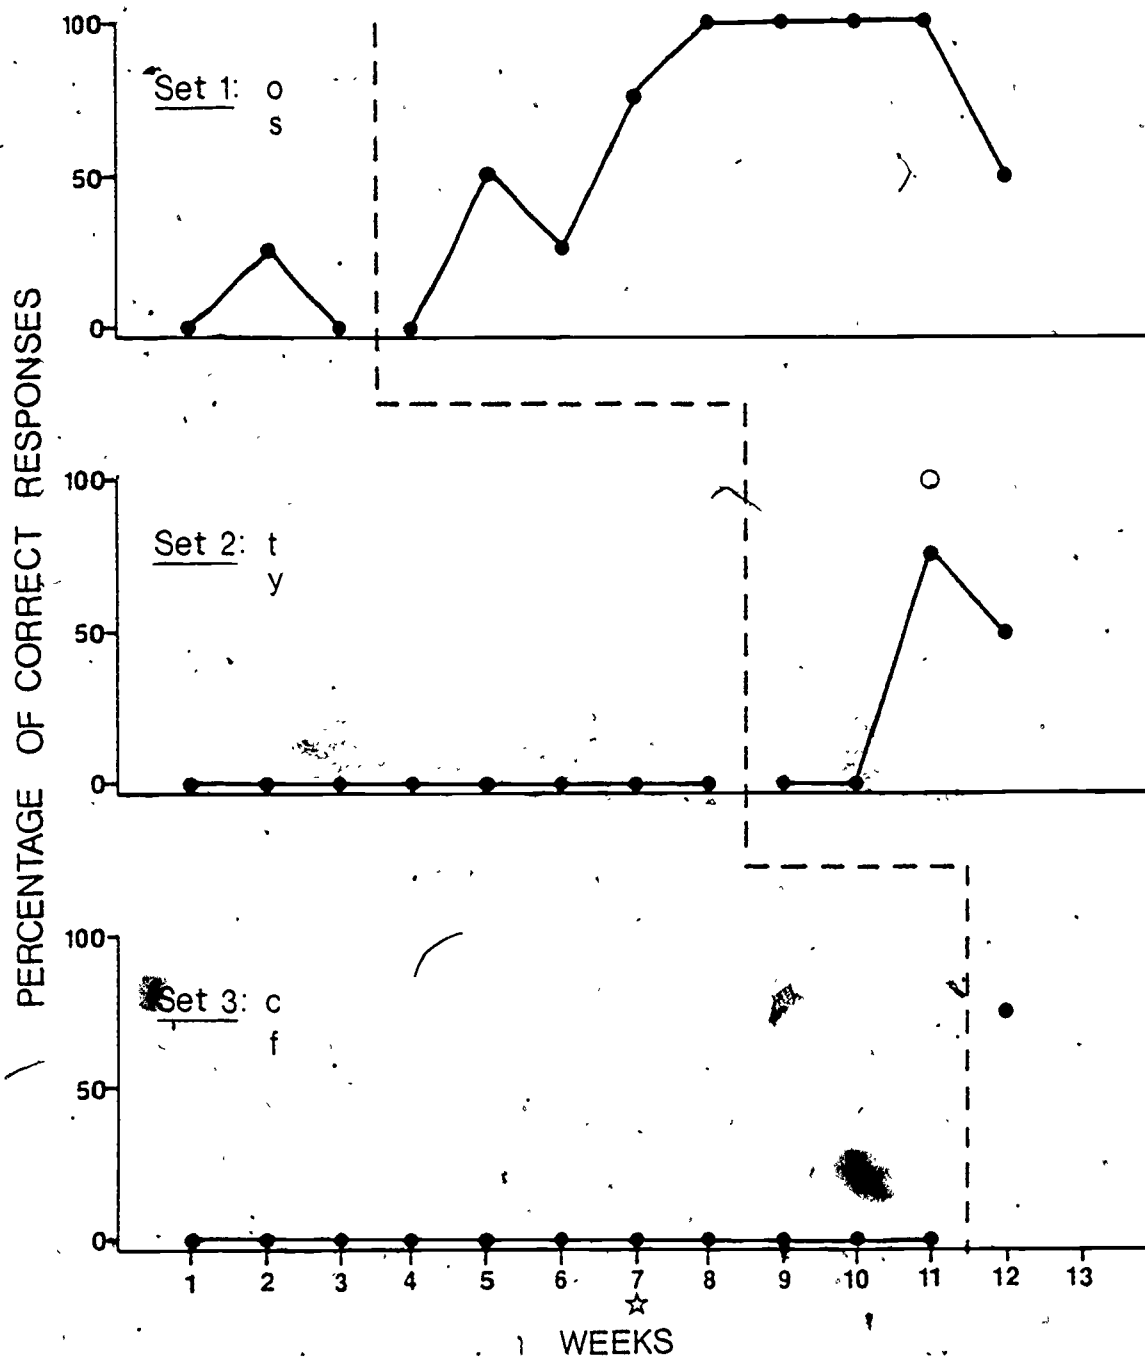 PERCENTAGE OF CORRECT RESPONSES
100
Set 1: o
s
50
0
100
Set 2: t
y
50
0
100
Set 3: c
f
50
0
1 2 3 4 5 6 7 8 9 10 11 12 13
☆
WEEKS